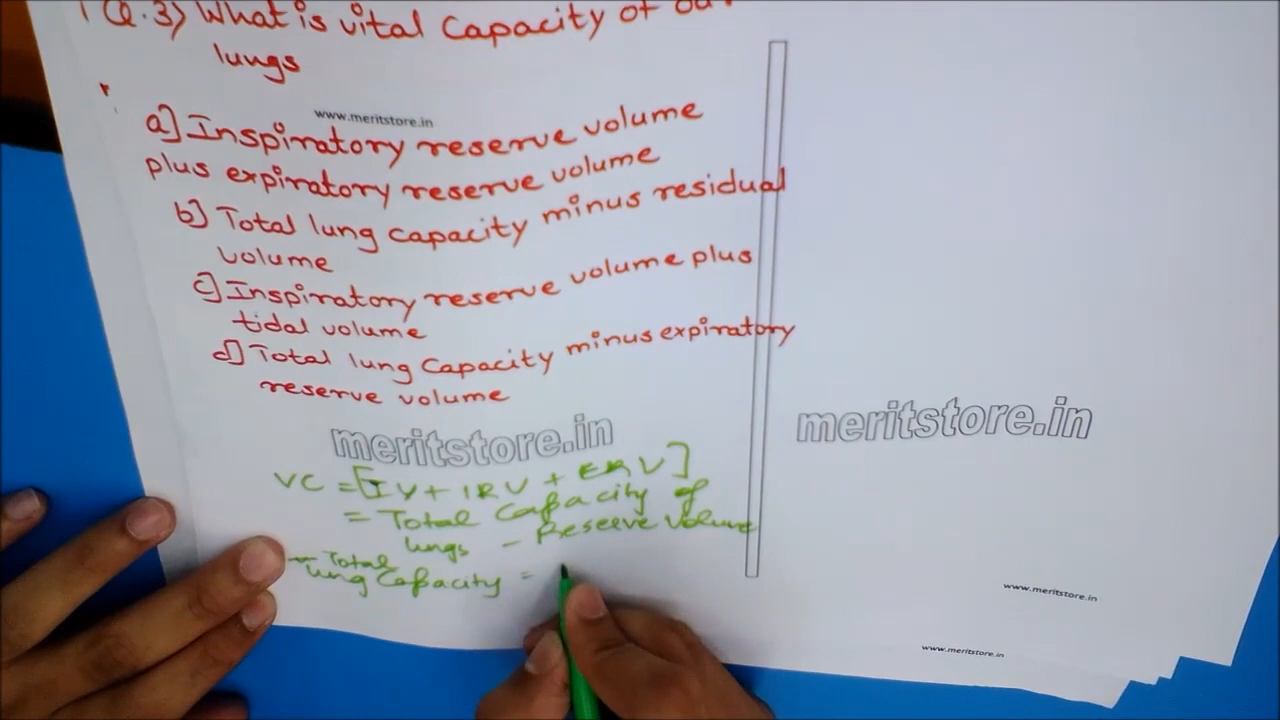 Q.3) What is vital Capacity of our
lungs
www.meritstore.in
a] Inspiratory reserve volume
plus expiratory reserve volume
b] Total lung capacity minus residual
volume
c] Inspiratory reserve volume plus
tidal volume
d] Total lung Capacity minus expiratory
reserve volume
meritstore.in
meritstore.in
VC = [ + IRV + ERV]
= Total Capacity of
lungs - Reserve Volume
- Total
lung Capacity =
www.meritstore.in
www.meritstore.in